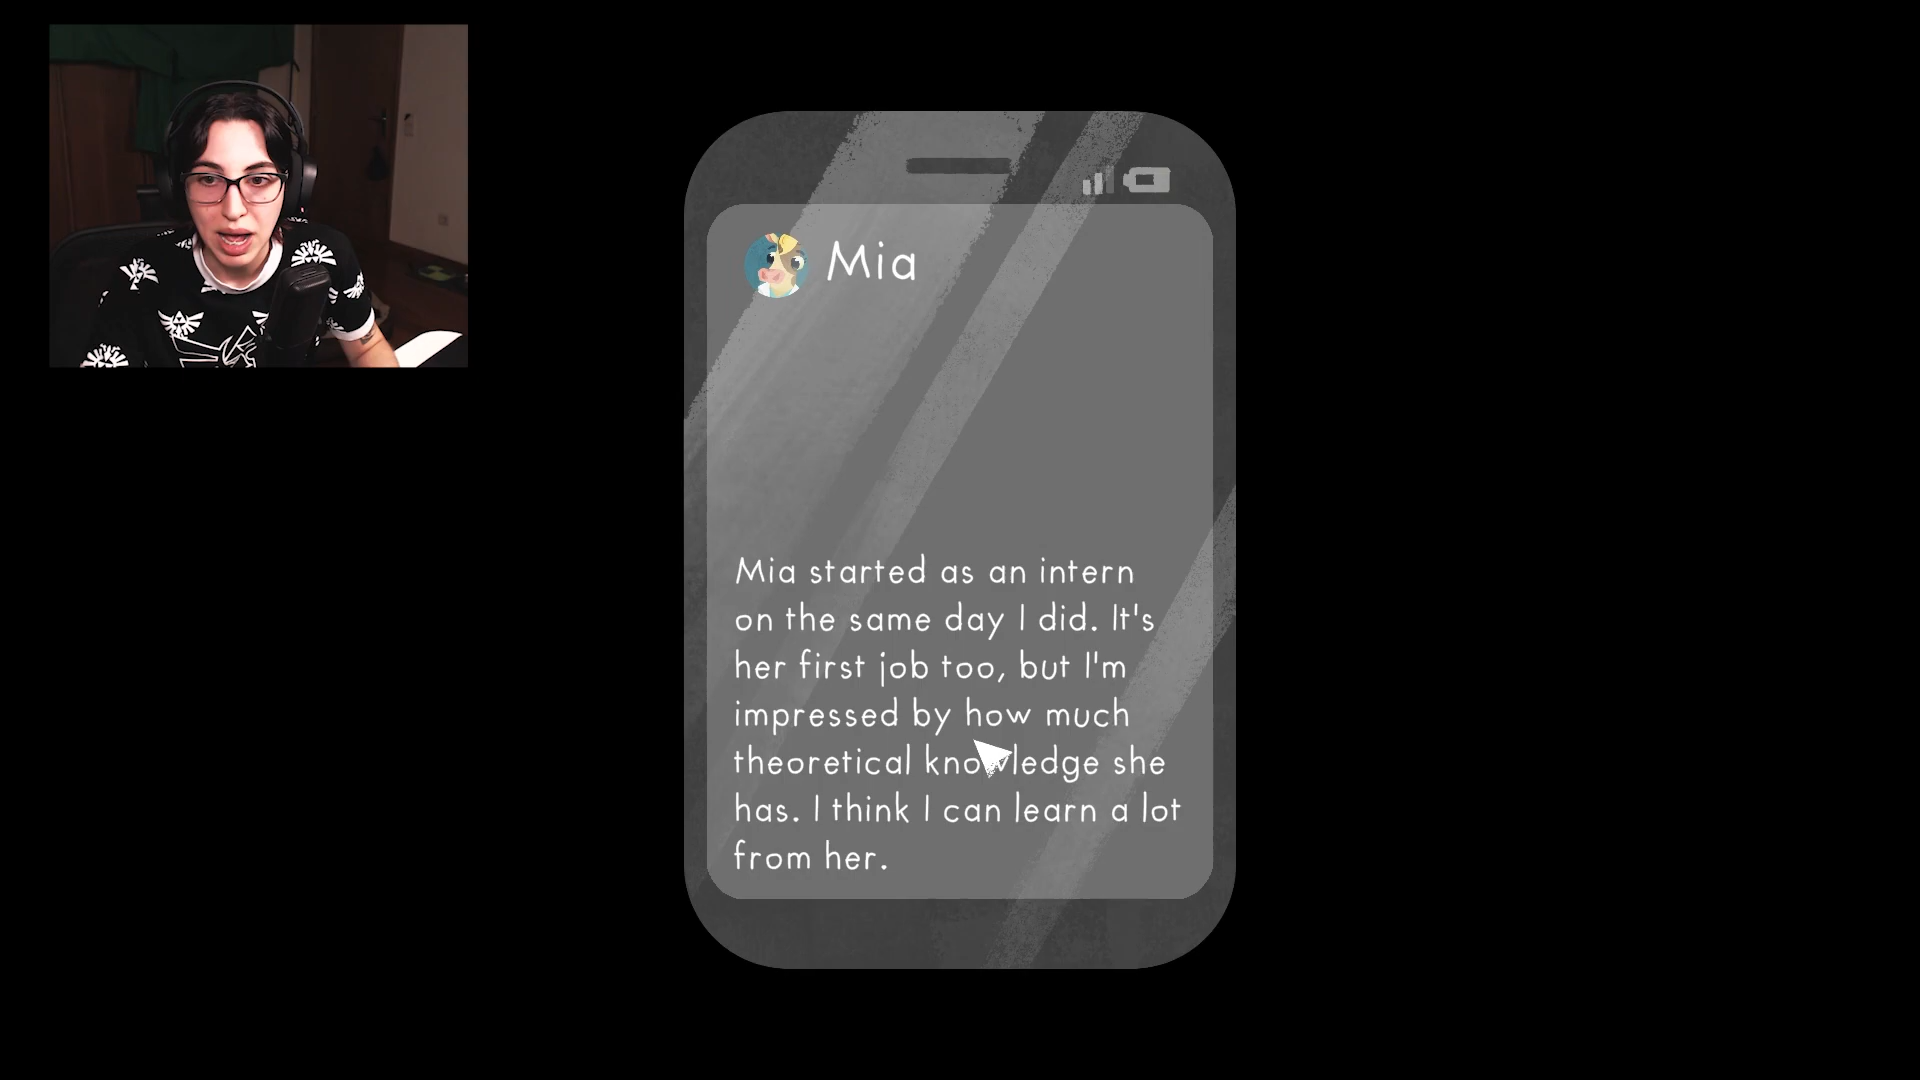 Mia
Mia started as an intern
on the same day I did. It's
her first job too, but I'm
impressed by how much
theoretical knowledge she
has. I think I can learn a lot
from her.